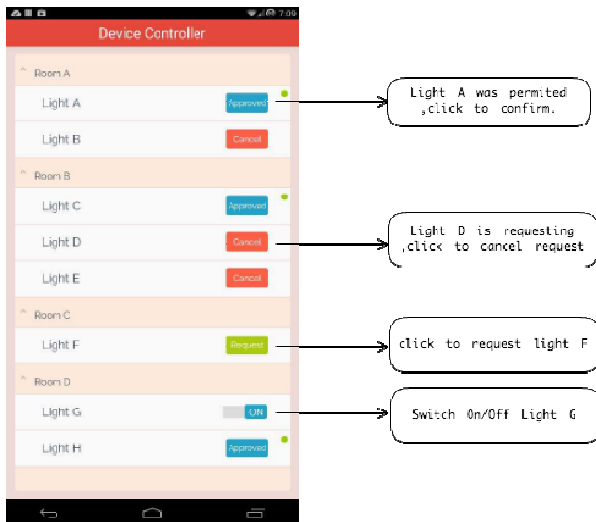 7:09
Device Controller
Room A
Light A
Approved
Light B
Cancel
Room B
Light C
Approved
Light D
Cancel
Light E
Cancel
Room C
Light F
Request
Room D
Light G
ON
Light H
Approved
Light A was permited
,click to confirm.
Light D is requesting
,click to cancel request
click to request light F
Switch On/Off Light G